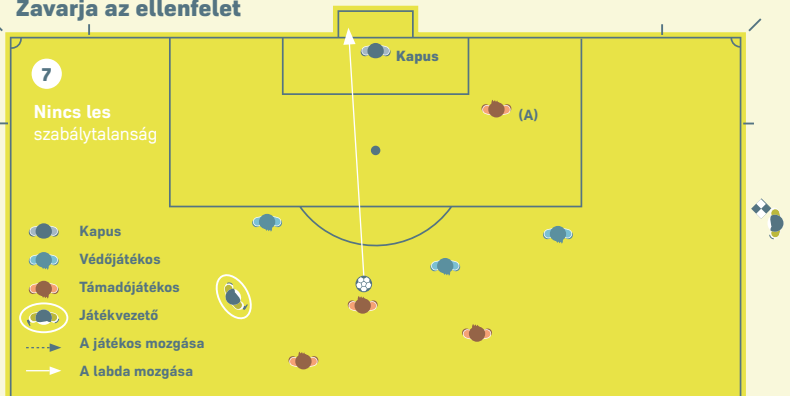 Zavarja az ellenfelet
Kapus
7
(A)
Nincs les
szabálytalanság
Kapus
Védőjátékos
Támadójátékos
Játékvezető
A játékos mozgása
A labda mozgása